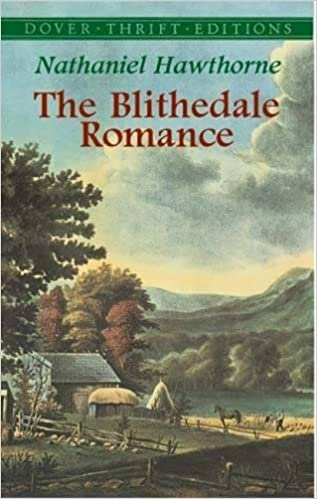 DOVER · THRIFT · EDITIONS
Nathaniel Hawthorne
The Blithedale
Romance